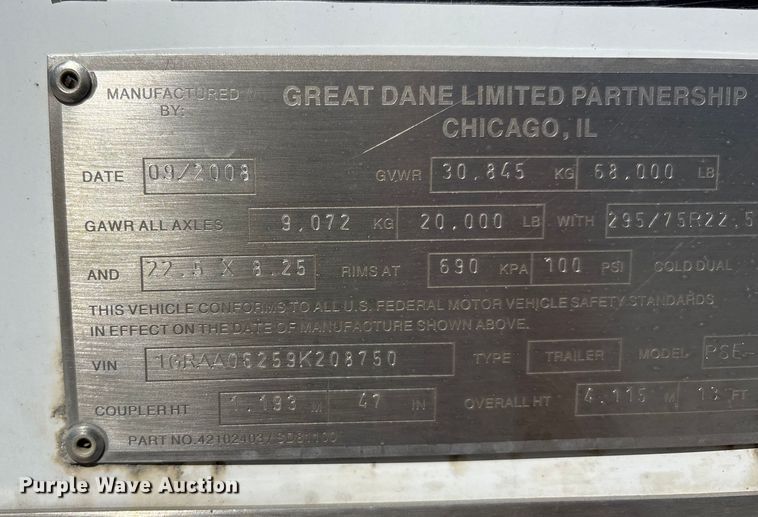 MANUFACTURED BY: GREAT DANE LIMITED PARTNERSHIP
CHICAGO, IL
DATE 09/2008 GVWR 30,845 KG 68,000 LB
GAWR ALL AXLES 9,072 KG 20,000 LB WITH 295/75R22.5
AND 22.5 X 8.25 RIMS AT 690 KPA 100 PSI COLD DUAL
THIS VEHICLE CONFORMS TO ALL U.S. FEDERAL MOTOR VEHICLE SAFETY STANDARDS
IN EFFECT ON THE DATE OF MANUFACTURE SHOWN ABOVE.
VIN 1GRAA06259K208750 TYPE TRAILER MODEL
COUPLER HT 1.193 M 47 IN OVERALL HT 4.115 M 13 FT
PART NO. 42102403
Purple Wave Auction